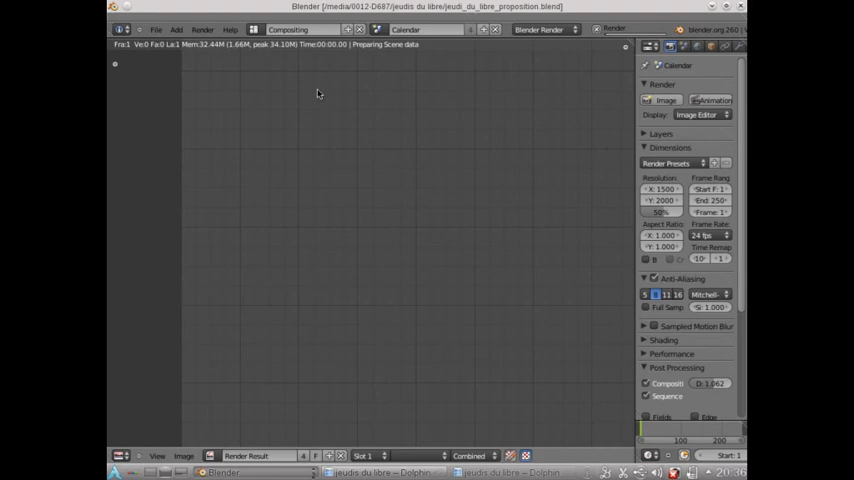 Blender [/media/0012-D687/jeudis du libre/jeudi_du_libre_proposition.blend]
File Add Render Help Compositing Calendar 4 Blender Render Render blender.org 260
Fra:1 Ve:0 Fa:0 La:1 Mem:32.44M (1.66M, peak 34.10M) Time:00:00.00 | Preparing Scene data
Calendar
Render
Image Animation
Display: Image Editor
Layers
Dimensions
Render Presets
Resolution: Frame Rang
X: 1500 Start F: 1
Y: 2000 End: 250
50% Frame: 1
Aspect Ratio: Frame Rate:
X: 1.000 24 fps
Y: 1.000 Time Remap
B Cr 10 1
Anti-Aliasing
5 8 11 16 Mitchell-
Full Samp Si: 1.000
Sampled Motion Blur
Shading
Performance
Post Processing
Compositi D: 1.062
Sequence
Fields Edge
100 200
View Image Render Result 4 F Slot 1 Combined Start: 1
Blender jeudis du libre – Dolphin jeudis du libre – Dolphin 20:36